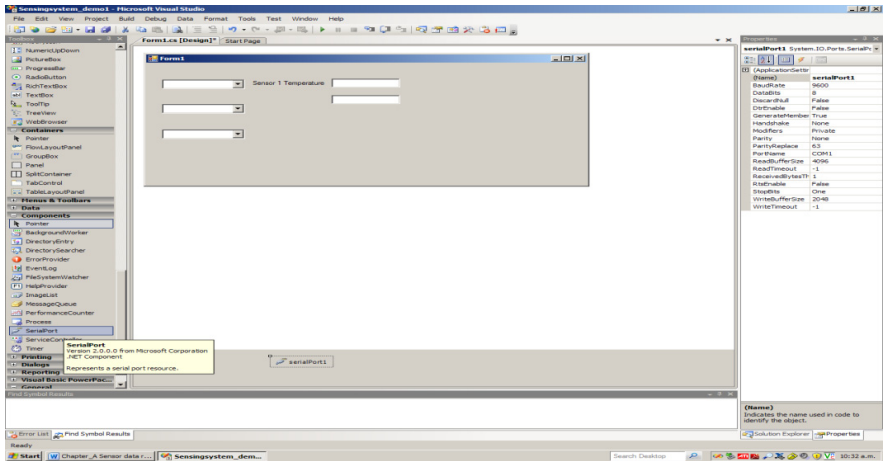 Sensingsystem_demo1 - Microsoft Visual Studio
File Edit View Project Build Debug Data Format Tools Test Window Help
Toolbox
NumericUpDown
PictureBox
ProgressBar
RadioButton
RichTextBox
TextBox
ToolTip
TreeView
WebBrowser
Containers
Pointer
FlowLayoutPanel
GroupBox
Panel
SplitContainer
TabControl
TableLayoutPanel
Menus & Toolbars
Data
Components
Pointer
BackgroundWorker
DirectoryEntry
DirectorySearcher
ErrorProvider
EventLog
FileSystemWatcher
HelpProvider
ImageList
MessageQueue
PerformanceCounter
Process
SerialPort
ServiceController
Timer
Printing
Dialogs
Reporting
Visual Basic PowerPac...
General
SerialPort
Version 2.0.0.0 from Microsoft Corporation
.NET Component
Represents a serial port resource.
Form1.cs [Design]* Start Page
Form1
Sensor 1 Temperature
serialPort1
Properties
serialPort1 System.IO.Ports.SerialPc
(ApplicationSettir
(Name) serialPort1
BaudRate 9600
DataBits 8
DiscardNull False
DtrEnable False
GenerateMember True
Handshake None
Modifiers Private
Parity None
ParityReplace 63
PortName COM1
ReadBufferSize 4096
ReadTimeout -1
ReceivedBytesTh 1
RtsEnable False
StopBits One
WriteBufferSize 2048
WriteTimeout -1
(Name)
Indicates the name used in code to
identify the object.
Solution Explorer Properties
Find Symbol Results
Error List Find Symbol Results
Ready
Start Chapter_A Sensor data r... Sensingsystem_dem... Search Desktop 10:32 a.m.